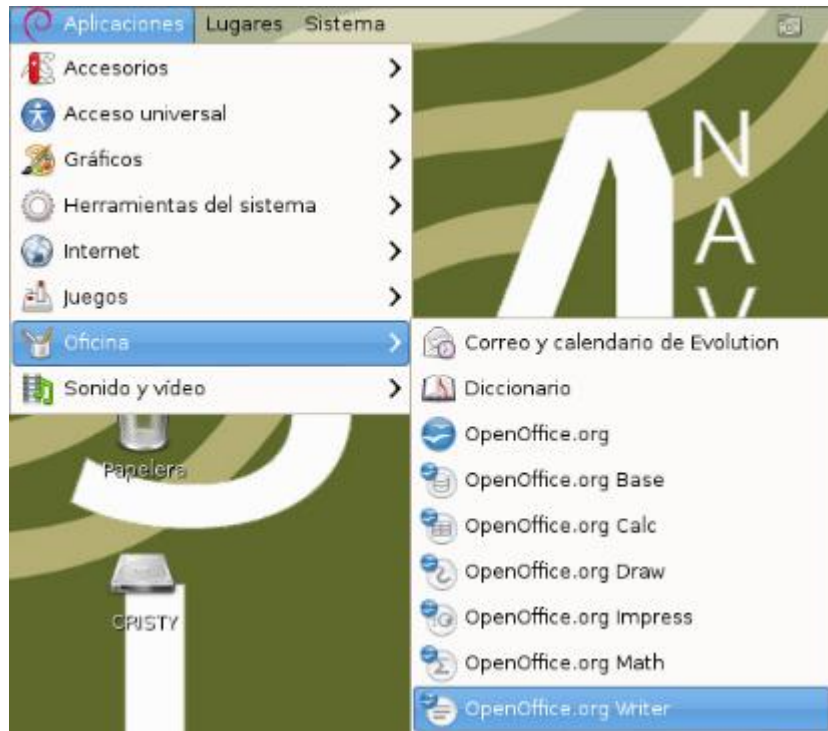 Aplicaciones Lugares Sistema
Accesorios
Acceso universal
Gráficos
Herramientas del sistema
Internet
Juegos
Oficina
Sonido y vídeo
Correo y calendario de Evolution
Diccionario
OpenOffice.org
OpenOffice.org Base
OpenOffice.org Calc
OpenOffice.org Draw
OpenOffice.org Impress
OpenOffice.org Math
OpenOffice.org Writer
Papelera
CRISTY
N
A